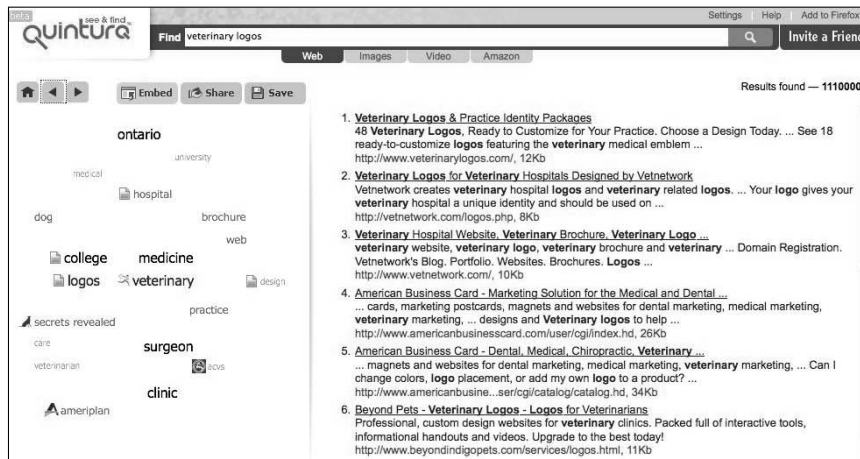 beta
see & find
quintura
Settings | Help | Add to Firefox
Find veterinary logos
Invite a Friend
Web Images Video Amazon
Embed Share Save
Results found — 1110000
ontario
university
medical
hospital
dog brochure
web
college medicine
logos veterinary design
practice
secrets revealed
care
surgeon
veterinarian acvs
clinic
ameriplan
1. Veterinary Logos & Practice Identity Packages
48 Veterinary Logos, Ready to Customize for Your Practice. Choose a Design Today. ... See 18
ready-to-customize logos featuring the veterinary medical emblem ...
http://www.veterinarylogos.com/, 12Kb
2. Veterinary Logos for Veterinary Hospitals Designed by Vetnetwork
Vetnetwork creates veterinary hospital logos and veterinary related logos. ... Your logo gives your
veterinary hospital a unique identity and should be used on ...
http://vetnetwork.com/logos.php, 8Kb
3. Veterinary Hospital Website, Veterinary Brochure, Veterinary Logo ...
veterinary website, veterinary logo, veterinary brochure and veterinary ... Domain Registration.
Vetnetwork's Blog. Portfolio. Websites. Brochures. Logos ...
http://www.vetnetwork.com/, 10Kb
4. American Business Card - Marketing Solution for the Medical and Dental ...
... cards, marketing postcards, magnets and websites for dental marketing, medical marketing,
veterinary marketing, ... designs and Veterinary logos to help ...
http://www.americanbusinesscard.com/user/cgi/index.hd, 26Kb
5. American Business Card - Dental, Medical, Chiropractic, Veterinary ...
... magnets and websites for dental marketing, medical marketing, veterinary marketing, ... Can I
change colors, logo placement, or add my own logo to a product? ...
http://www.americanbusine...ser/cgi/catalog/catalog.hd, 34Kb
6. Beyond Pets - Veterinary Logos - Logos for Veterinarians
Professional, custom design websites for veterinary clinics. Packed full of interactive tools,
informational handouts and videos. Upgrade to the best today!
http://www.beyondindigopets.com/services/logos.html, 11Kb